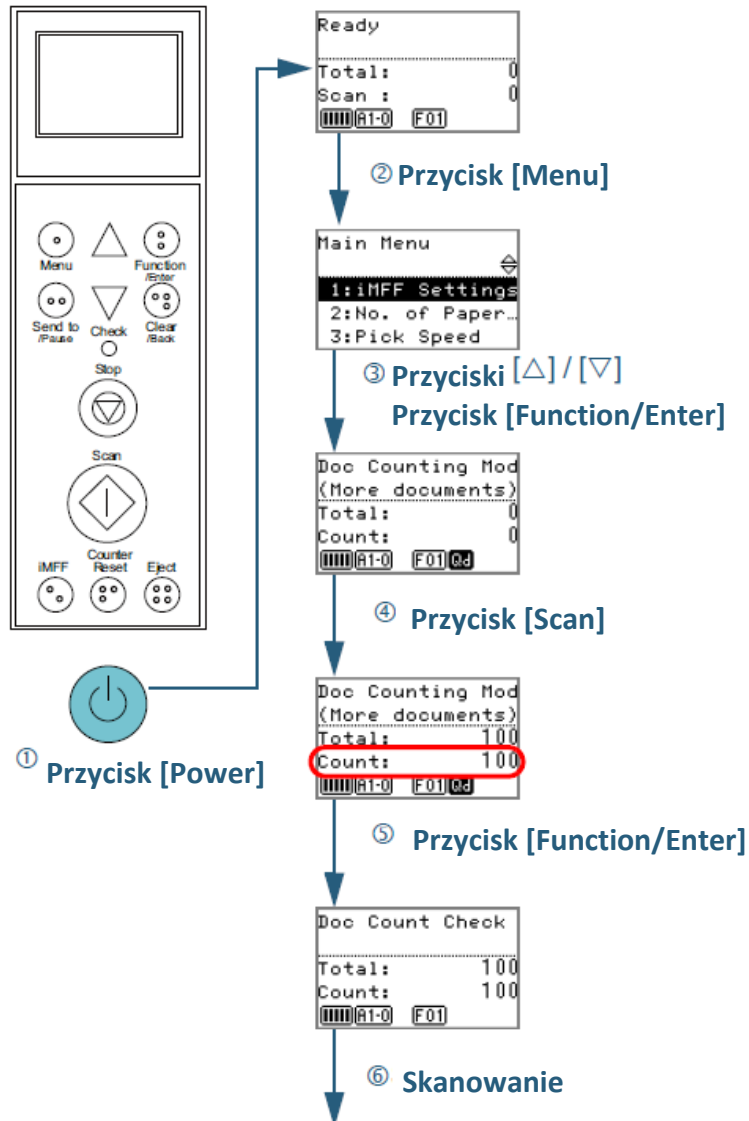 Menu
Function
/Enter
Send to
/Pause
Check
Clear
/Back
Stop
Scan
iMFF
Counter
Reset
Eject
① Przycisk [Power]
Ready
Total: 0
Scan : 0
A1-0 F01
② Przycisk [Menu]
Main Menu
1:iMFF Settings
2:No. of Paper…
3:Pick Speed
③ Przyciski [△] / [▽]
Przycisk [Function/Enter]
Doc Counting Mod
(More documents)
Total: 0
Count: 0
A1-0 F01 Qd
④ Przycisk [Scan]
Doc Counting Mod
(More documents)
Total: 100
Count: 100
A1-0 F01 Qd
⑤ Przycisk [Function/Enter]
Doc Count Check
Total: 100
Count: 100
A1-0 F01
⑥ Skanowanie